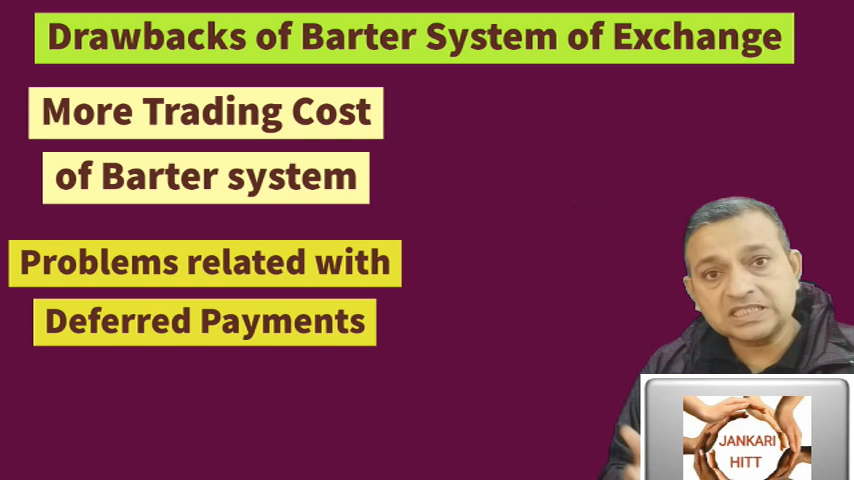 Drawbacks of Barter System of Exchange
More Trading Cost
of Barter system
Problems related with
Deferred Payments
JANKARI
HITT